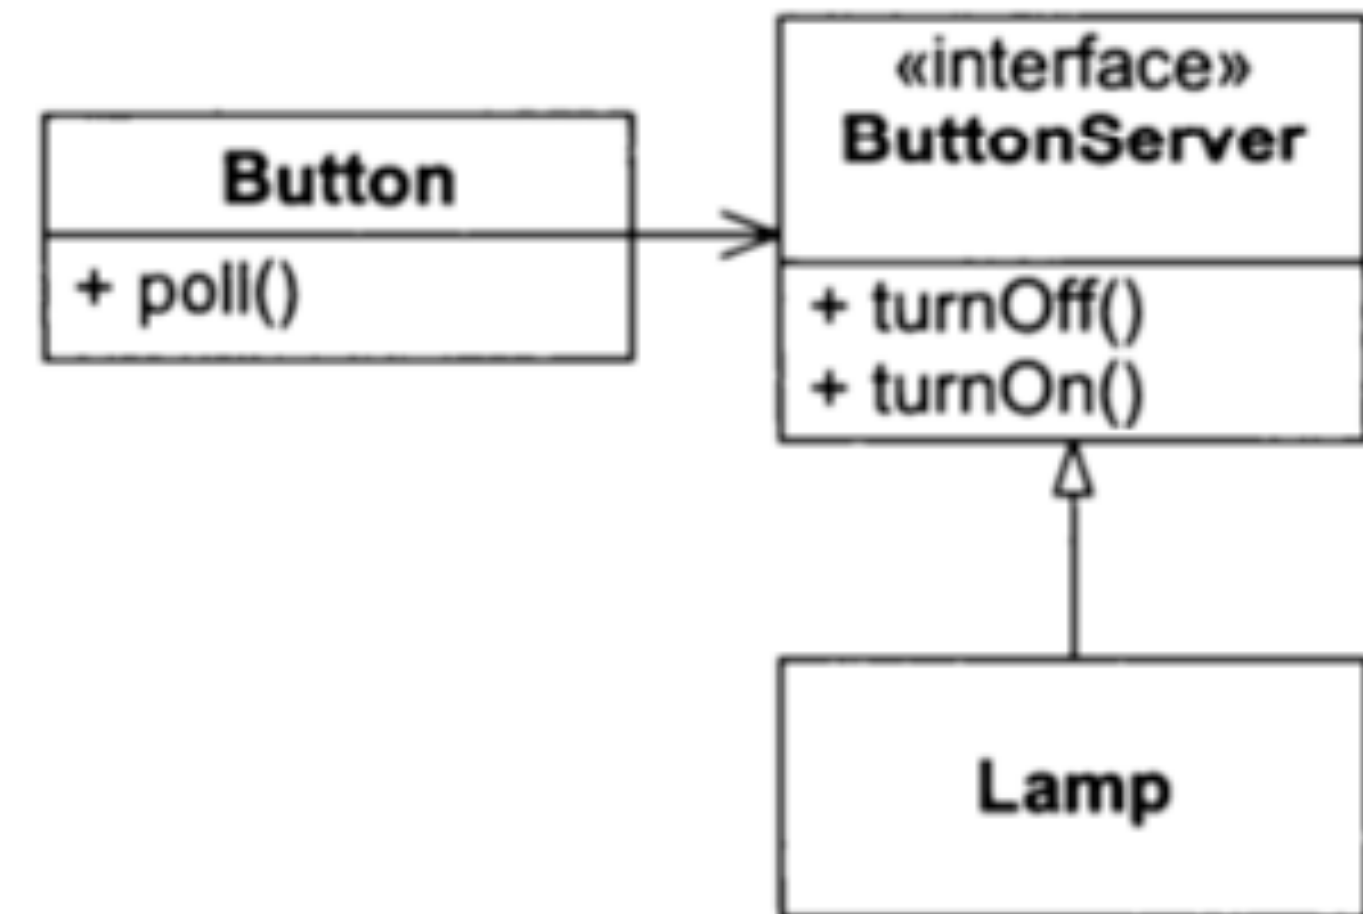 Button
+ poll()
«interface»
ButtonServer
+ turnOff()
+ turnOn()
Lamp